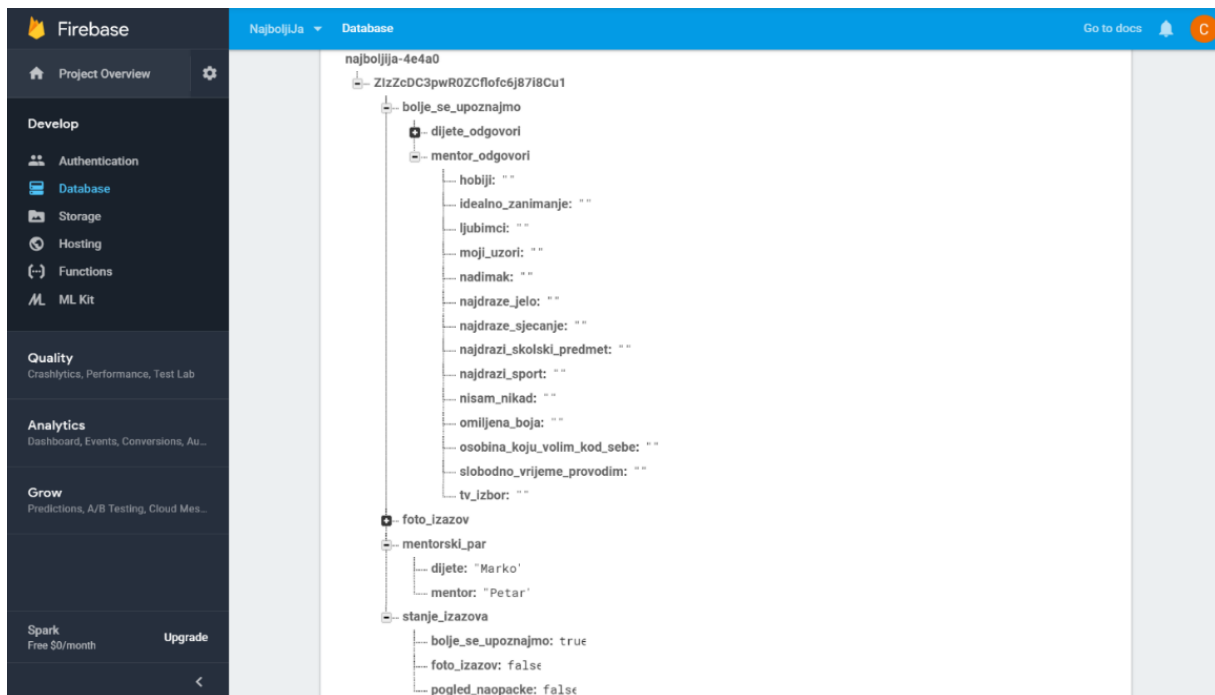 Firebase
Project Overview
Develop
Authentication
Database
Storage
Hosting
Functions
ML Kit
Quality
Crashlytics, Performance, Test Lab
Analytics
Dashboard, Events, Conversions, Au...
Grow
Predictions, A/B Testing, Cloud Mes...
Spark
Free $0/month
Upgrade
NajboljiJa
Database
Go to docs
C
najboljija-4e4a0
ZIzZcDC3pwR0ZCflofc6j87i8Cu1
bolje_se_upoznajmo
dijete_odgovori
mentor_odgovori
hobiji: ""
idealno_zanimanje: ""
ljubimci: ""
moji_uzori: ""
nadimak: ""
najdraze_jelo: ""
najdraze_sjecanje: ""
najdrazi_skolski_predmet: ""
najdrazi_sport: ""
nisam_nikad: ""
omiljena_boja: ""
osobina_koju_volim_kod_sebe: ""
slobodno_vrijeme_provodim: ""
tv_izbor: ""
foto_izazov
mentorski_par
dijete: "Marko'
mentor: "Petar'
stanje_izazova
bolje_se_upoznajmo: true
foto_izazov: false
pogled_naopacke: false